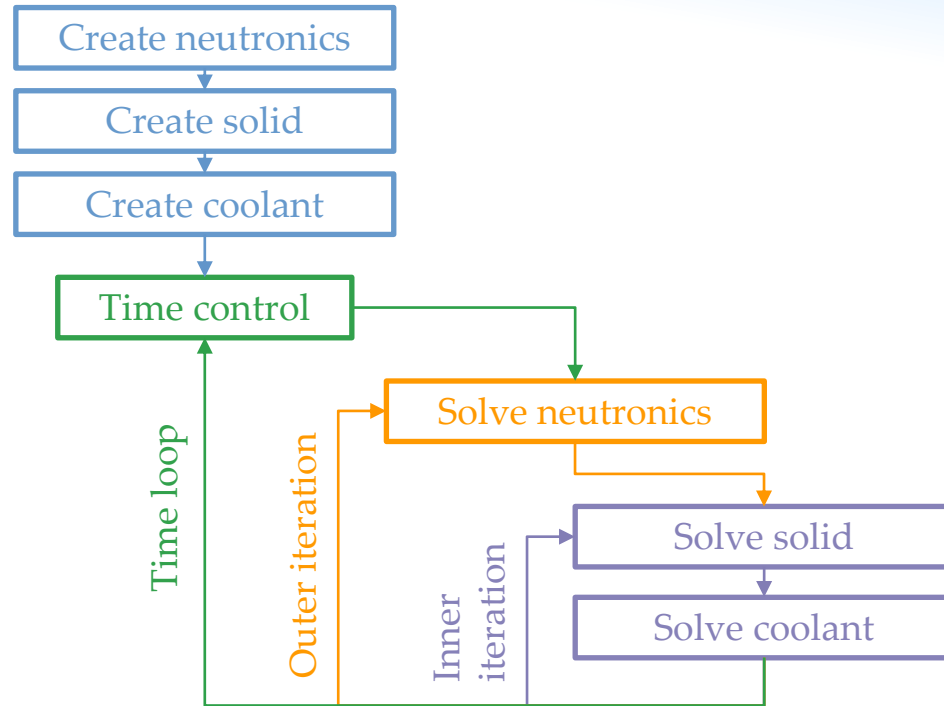 Create neutronics
Create solid
Create coolant
Time control
Solve neutronics
Solve solid
Solve coolant
Time loop
Outer iteration
Inner
iteration